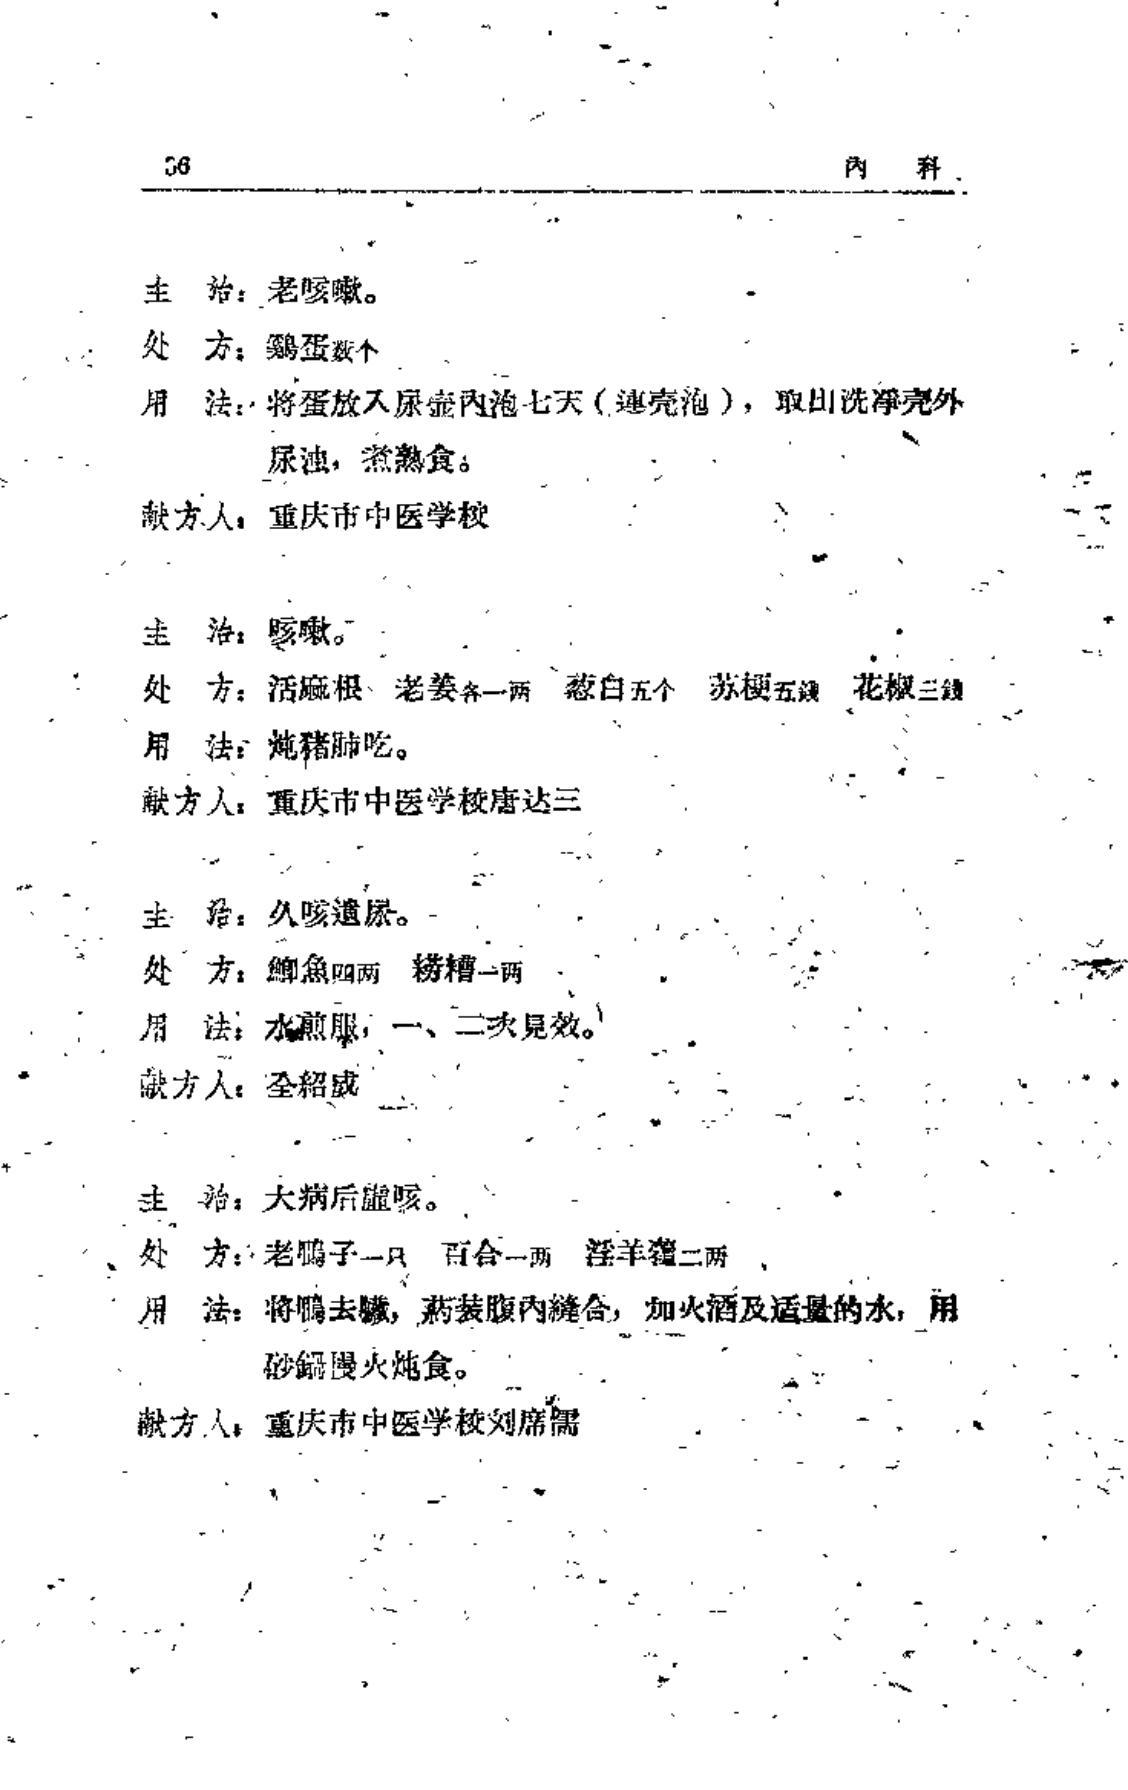 36 內 科
主 治：老咳嗽。
处 方：鷄蛋数个
用 法：将蛋放入尿壶內泡七天（連壳泡），取出洗凈壳外
尿浊，煮熟食。
献方人：重庆市中医学校
主 治：咳嗽。
处 方：活麻根 老姜各一两 葱白五个 苏梗五錢 花椒三錢
用 法：炖猪肺吃。
献方人：重庆市中医学校唐达三
主 治：久咳遺尿。
处 方：鯽魚四两 捞糟一两
用 法：水煎服，一、二次見效。
献方人：全紹成
主 治：大病后虛咳。
处 方：老鴨子一只 百合一两 淫羊藿二两
用 法：将鴨去臟，葯装腹內縫合，加火酒及适量的水，用
砂鍋慢火炖食。
献方人：重庆市中医学校刘席儒